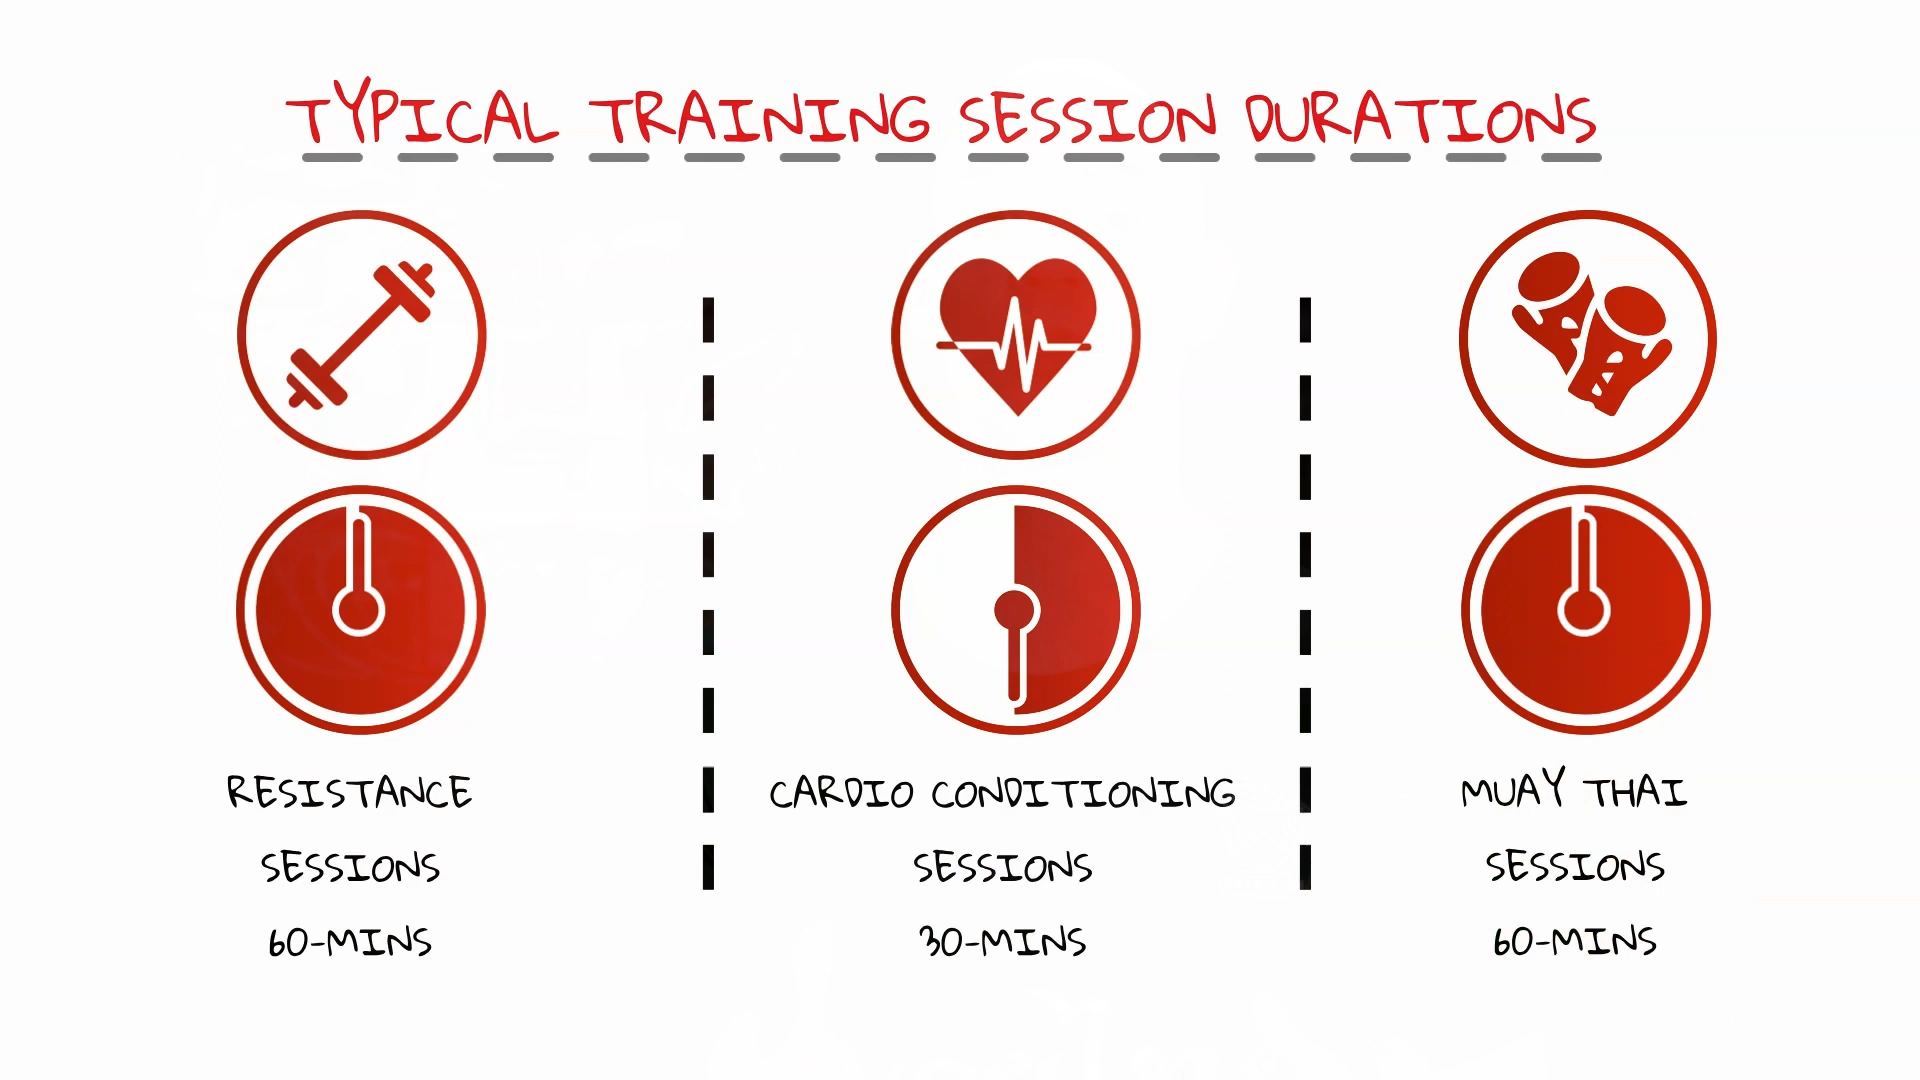 TYPICAL TRAINING SESSION DURATIONS
RESISTANCE
SESSIONS
60-MINS
CARDIO CONDITIONING
SESSIONS
30-MINS
MUAY THAI
SESSIONS
60-MINS